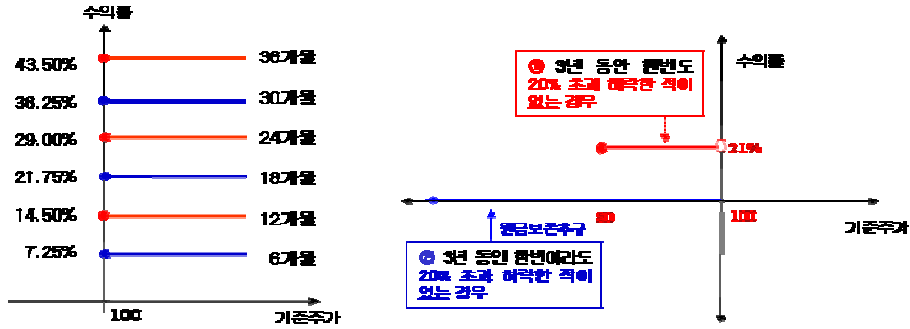 수익률
43.50% 36개월
36.25% 30개월
29.00% 24개월
21.75% 18개월
14.50% 12개월
7.25% 6개월
100
기준주가
수익률
3년 동안 한번도
20% 초과 하락한 적이
없는 경우
21%
80
100
기준주가
원금보존추구
3년 동안 한번이라도
20% 초과 하락한 적이
있는 경우